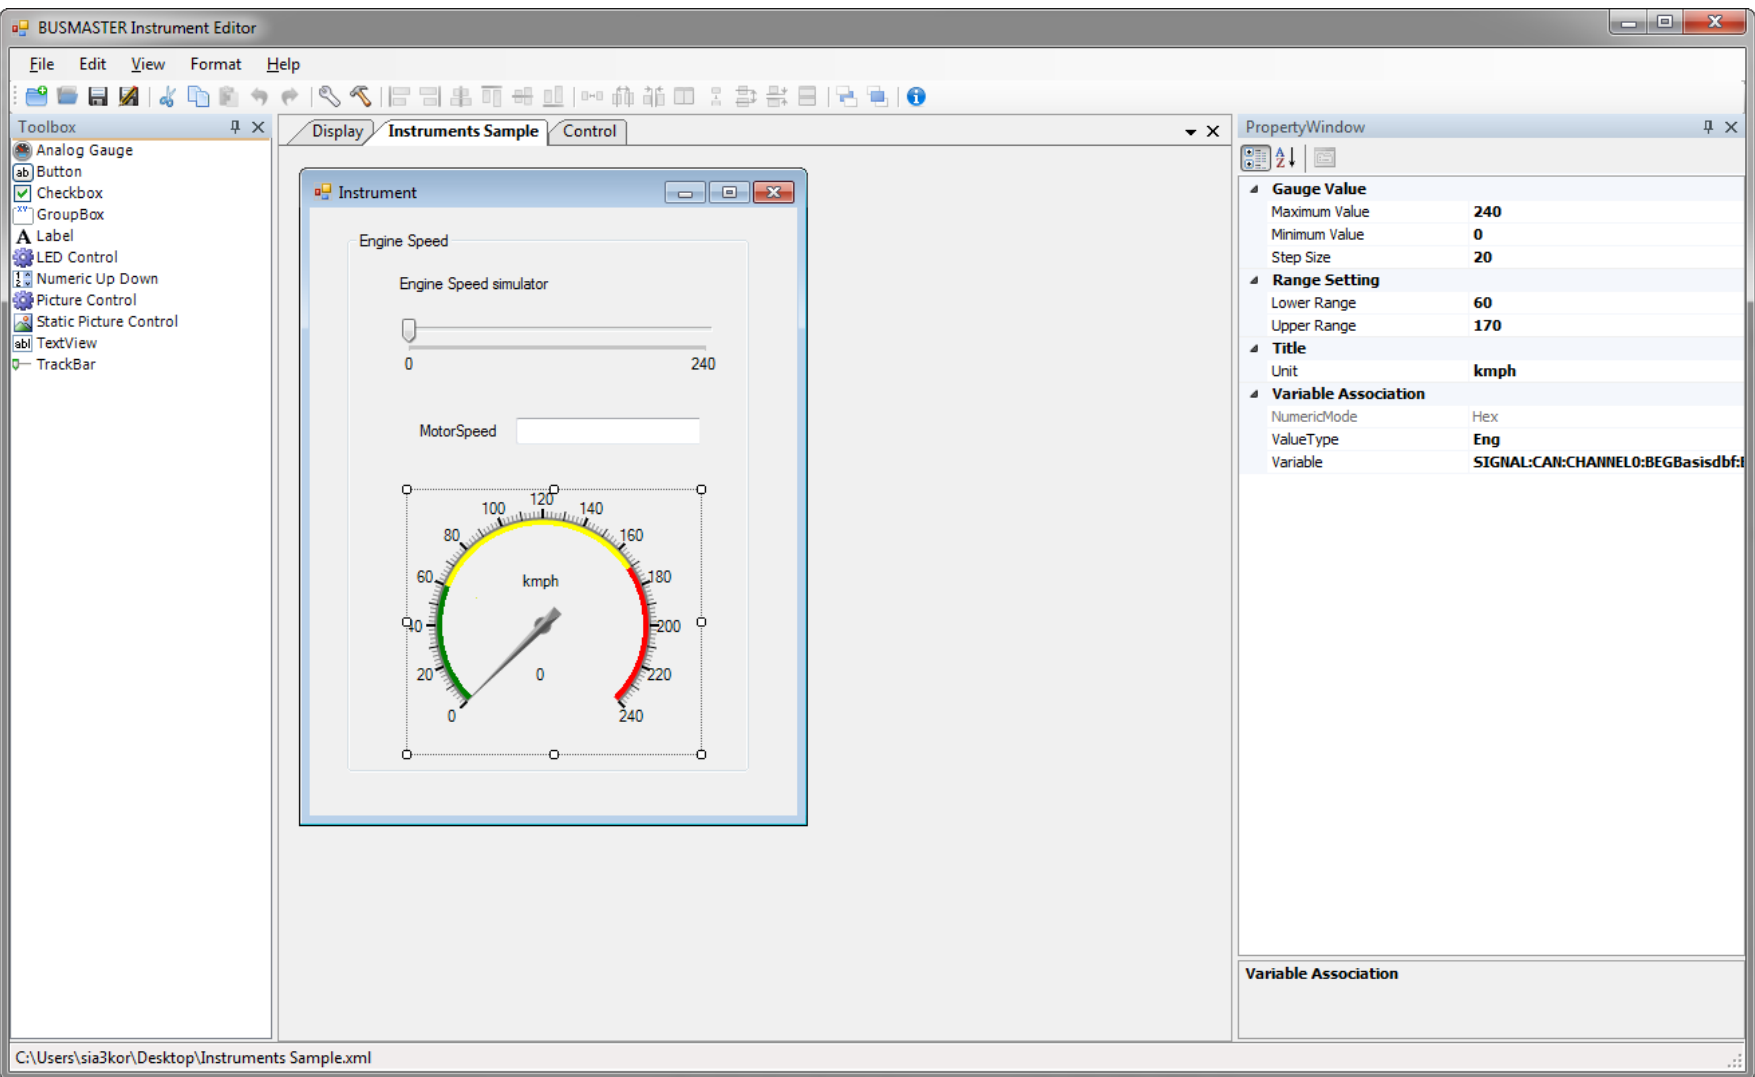 BUSMASTER Instrument Editor
File Edit View Format Help
Toolbox
Analog Gauge
Button
Checkbox
GroupBox
Label
LED Control
Numeric Up Down
Picture Control
Static Picture Control
TextView
TrackBar
Display Instruments Sample Control
Instrument
Engine Speed
Engine Speed simulator
0 240
MotorSpeed
0 20 40 60 80 100 120 140 160 180 200 220 240
kmph
0
PropertyWindow
Gauge Value
Maximum Value 240
Minimum Value 0
Step Size 20
Range Setting
Lower Range 60
Upper Range 170
Title
Unit kmph
Variable Association
NumericMode Hex
ValueType Eng
Variable SIGNAL:CAN:CHANNEL0:BEGBasisdbf:
Variable Association
C:\Users\sia3kor\Desktop\Instruments Sample.xml